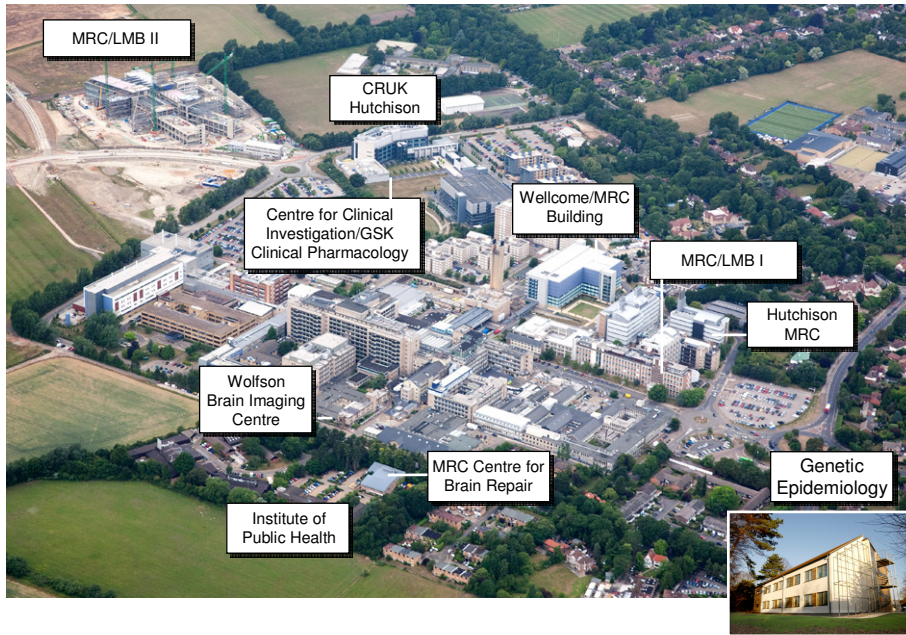 MRC/LMB II
CRUK
Hutchison
Centre for Clinical
Investigation/GSK
Clinical Pharmacology
Wellcome/MRC
Building
MRC/LMB I
Hutchison
MRC
Wolfson
Brain Imaging
Centre
MRC Centre for
Brain Repair
Genetic
Epidemiology
Institute of
Public Health